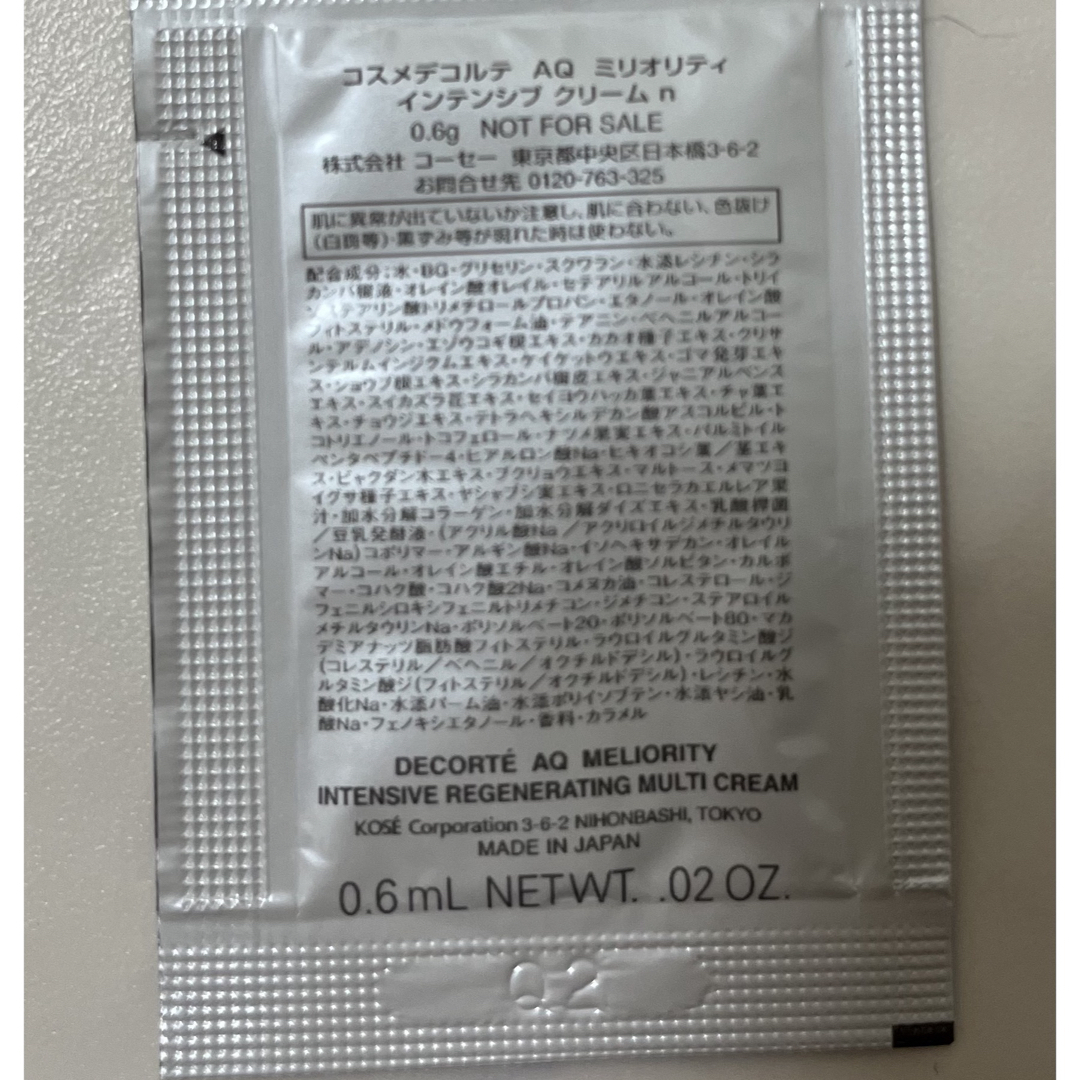 コスメデコルテ AQ ミリオリティ
インテンシブ クリーム n
0.6g NOT FOR SALE
株式会社 コーセー 東京都中央区日本橋3-6-2
お問合せ先 0120-763-325
肌に異常が出ていないか注意し、肌に合わない、色抜け
(白斑等)・黒ずみ等が現れた時は使わない。
配合成分:水・BG・グリセリン・スクワラン・水添レシチン・シラ
カンバ樹液・オレイン酸オレイル・セテアリルアルコール・トリイ
ステアリン酸トリメチロールプロパン・エタノール・オレイン酸
フィトステリル・メドウフォーム油・テアニン・ベヘニルアルコー
ル・アデノシン・エゾウコギ根エキス・カカオ種子エキス・クリサ
ンテルムインジクムエキス・ケイケットウエキス・ゴマ発芽エキ
ス・ショウブ根エキス・シラカンバ樹皮エキス・ジャニアルベンス
エキス・スイカズラ花エキス・セイヨウハッカ葉エキス・チャ葉エ
キス・チョウジエキス・テトラヘキシルデカン酸アスコルビル・ト
コトリエノール・トコフェロール・ナツメ果実エキス・パルミトイル
ペンタペプチド-4・ヒアルロン酸Na・ヒキオコシ葉/茎エキ
ス・ビャクダン木エキス・ブクリョウエキス・マルトース・メマツヨ
イグサ種子エキス・ヤシャブシ実エキス・ロニセラカエルレア果
汁・加水分解コラーゲン・加水分解ダイズエキス・乳酸桿菌
/豆乳発酵液・(アクリル酸Na/アクリロイルジメチルタウリ
ンNa)コポリマー・アルギン酸Na・イソヘキサデカン・オレイル
アルコール・オレイン酸エチル・オレイン酸ソルビタン・カルボ
マー・コハク酸・コハク酸2Na・コメヌカ油・コレステロール・ジ
フェニルシロキシフェニルトリメチコン・ジメチコン・ステアロイル
メチルタウリンNa・ポリソルベート20・ポリソルベート80・マカ
デミアナッツ脂肪酸フィトステリル・ラウロイルグルタミン酸ジ
(コレステリル/ベヘニル/オクチルドデシル)・ラウロイルグ
ルタミン酸ジ(フィトステリル/オクチルドデシル)・レシチン・水
酸化Na・水添パーム油・水添ポリイソブテン・水添ヤシ油・乳
酸Na・フェノキシエタノール・香料・カラメル
DECORTÉ AQ MELIORITY
INTENSIVE REGENERATING MULTI CREAM
KOSÉ Corporation 3-6-2 NIHONBASHI, TOKYO
MADE IN JAPAN
0.6 mL NET WT. .02 OZ.